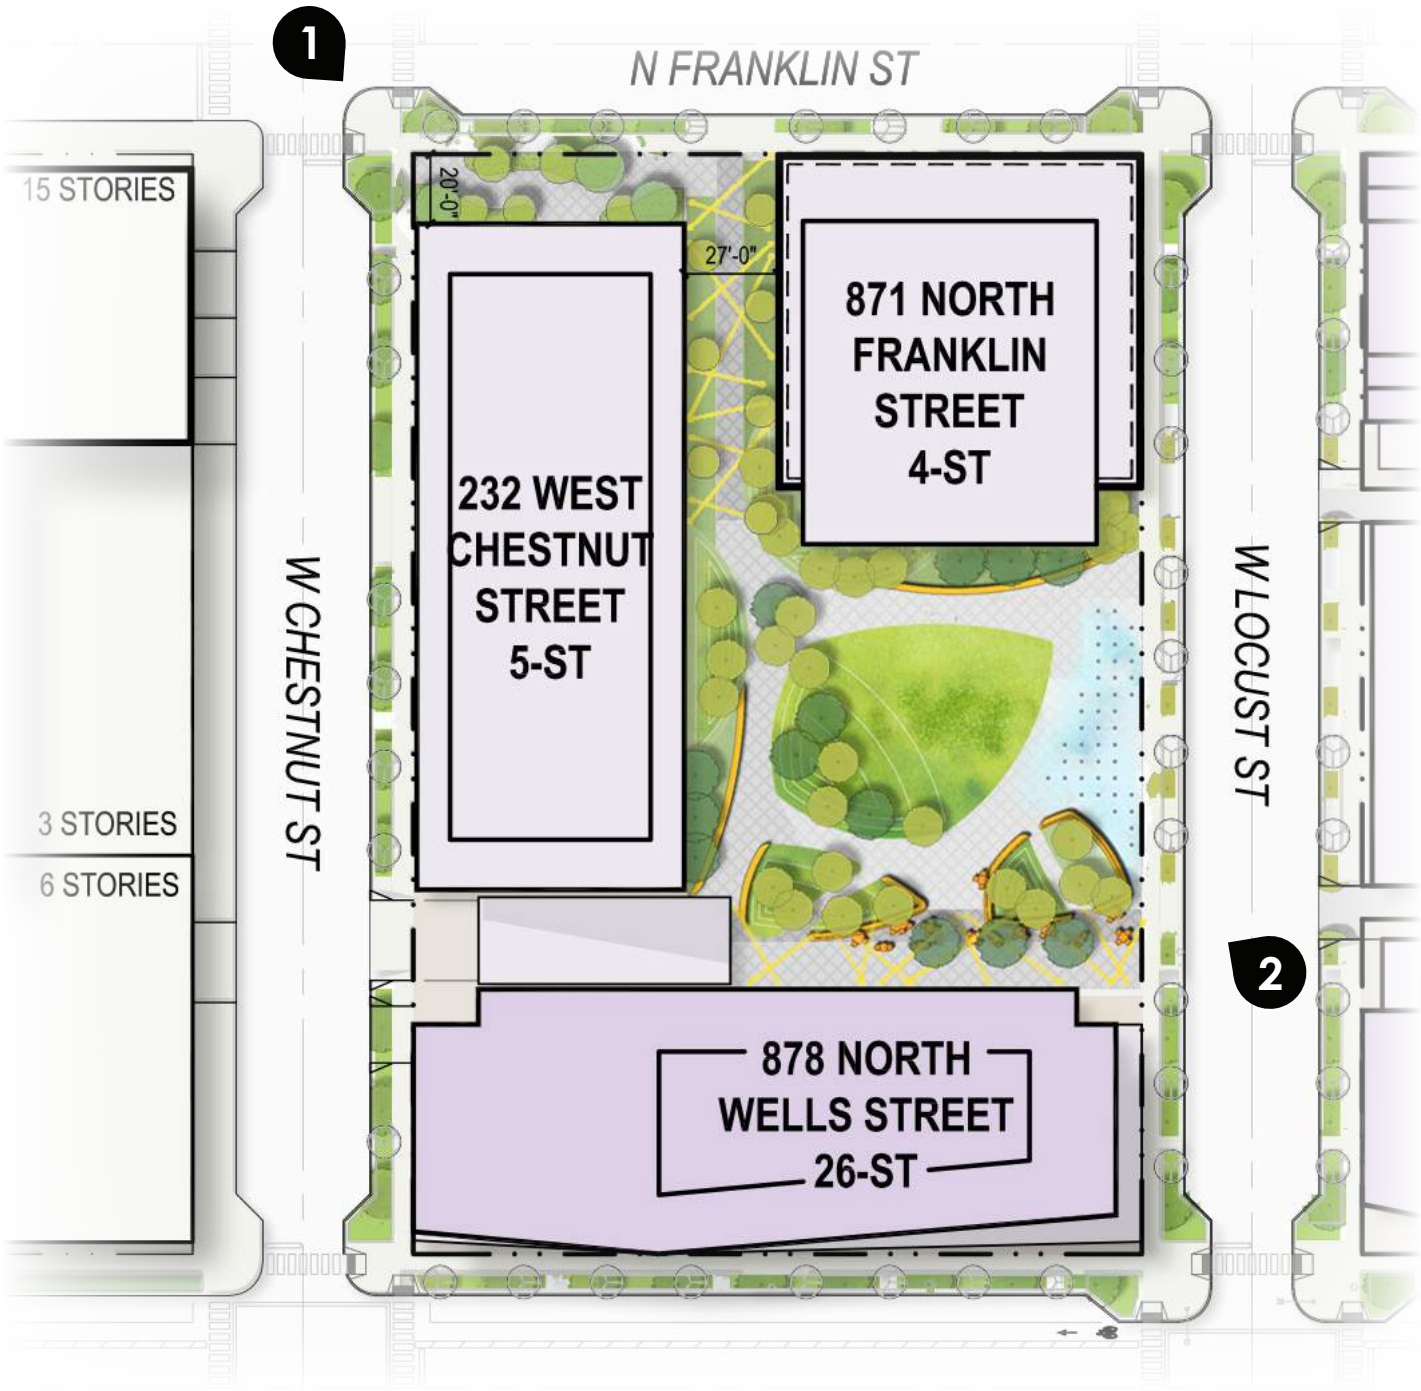 1
N FRANKLIN ST
15 STORIES
20'-0"
27'-0"
871 NORTH
FRANKLIN
STREET
4-ST
232 WEST
CHESTNUT
STREET
5-ST
W CHESTNUT ST
W LOCUST ST
3 STORIES
6 STORIES
2
878 NORTH
WELLS STREET
26-ST